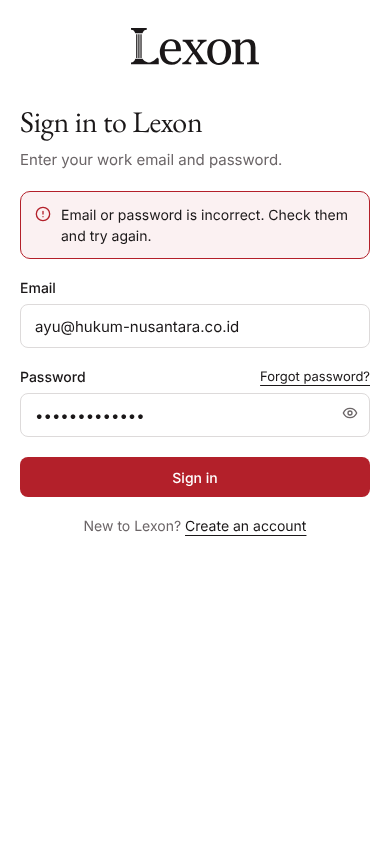 Lexon
Sign in to Lexon
Enter your work email and password.
Email or password is incorrect. Check them
and try again.
Email
ayu@hukum-nusantara.co.id
Password
Forgot password?
•••••••••••••
Sign in
New to Lexon? Create an account